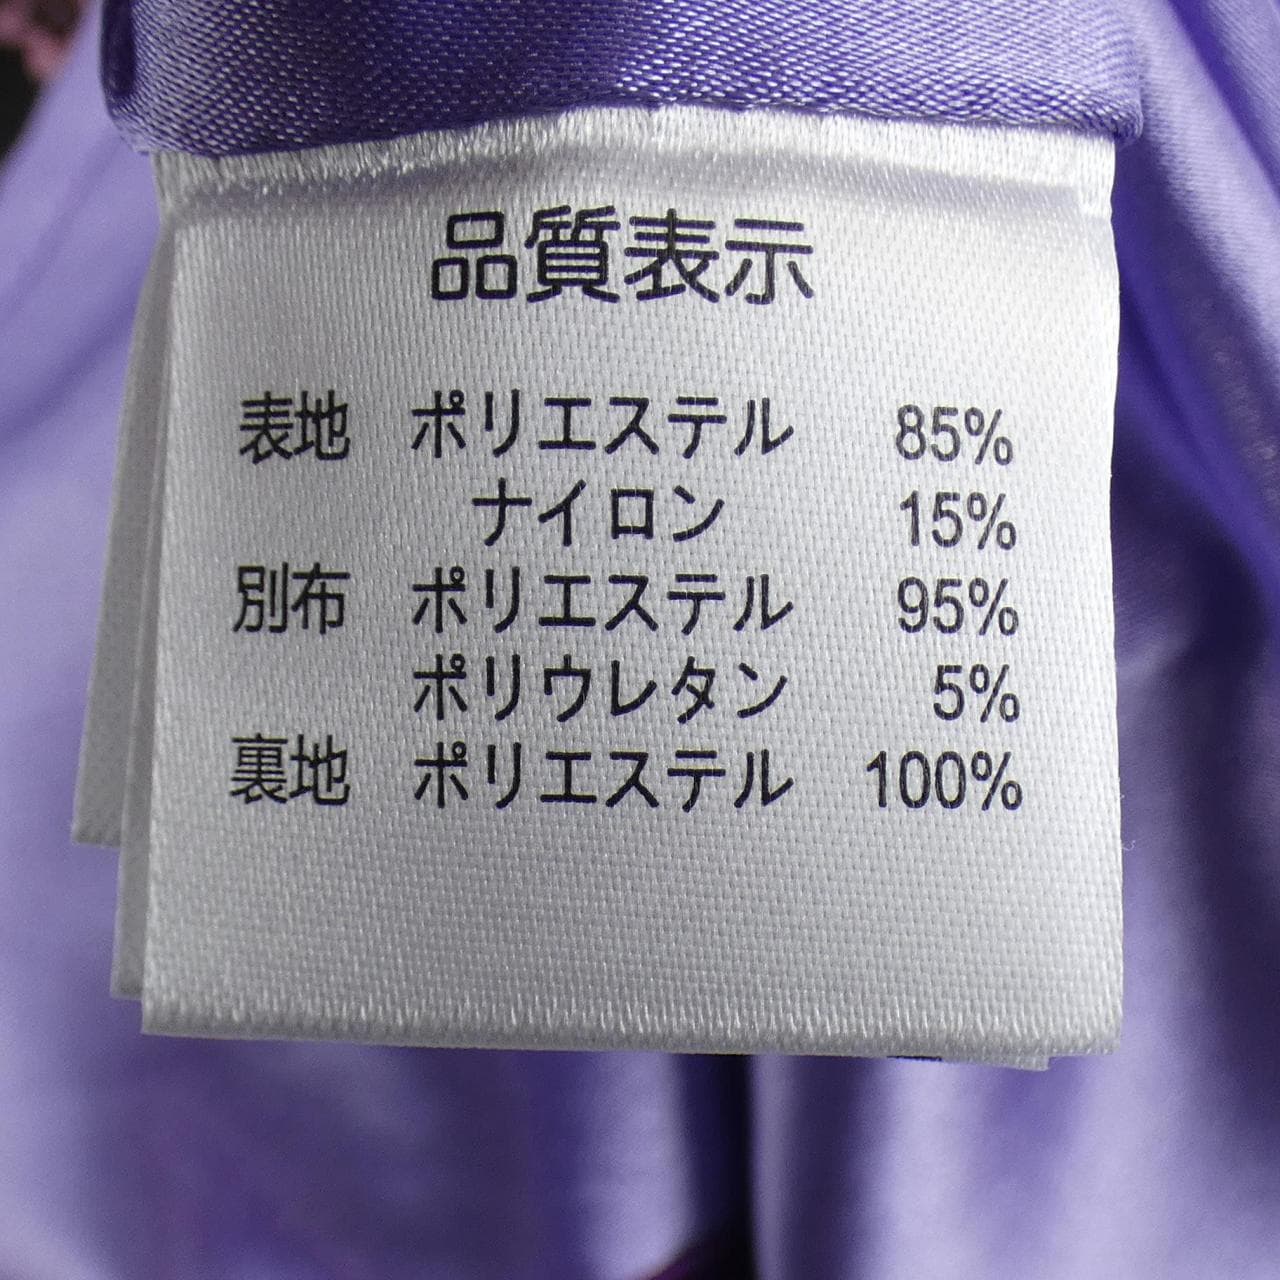 品質表示
表地 ポリエステル 85%
ナイロン 15%
別布 ポリエステル 95%
ポリウレタン 5%
裏地 ポリエステル 100%